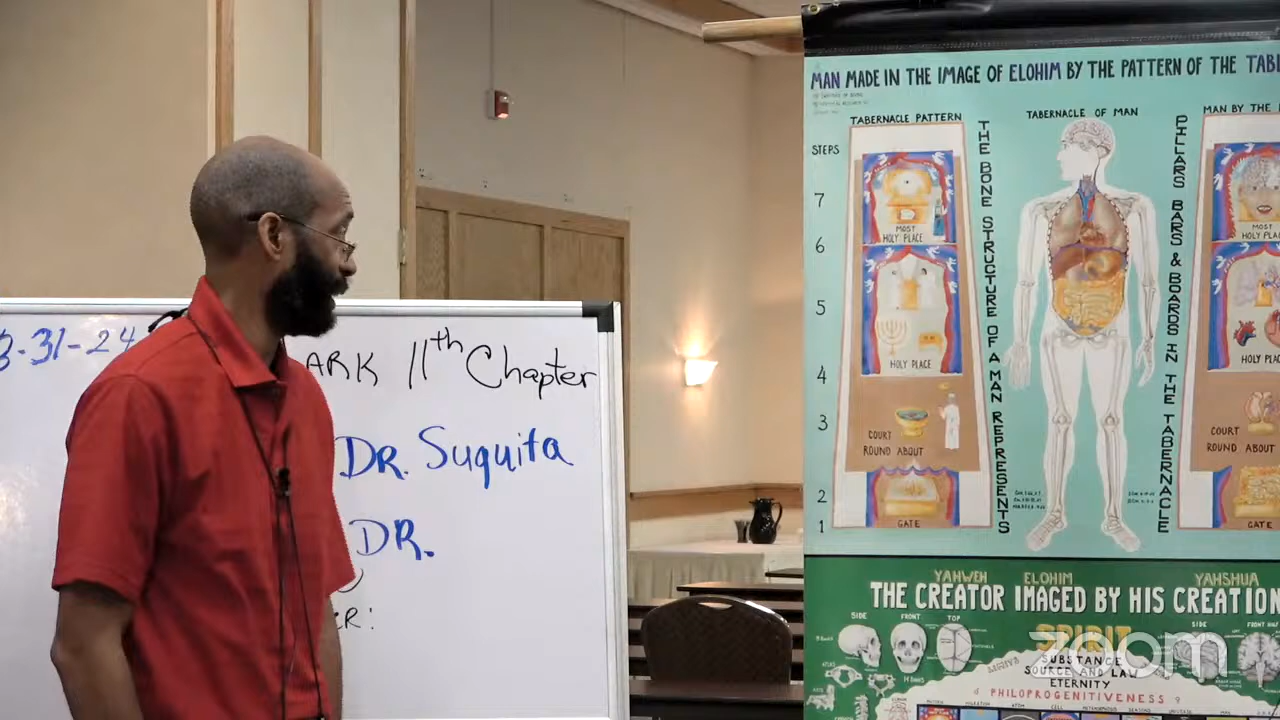 3-31-24
ARK 11th Chapter
DR. Suquita
DR.
ER:
MAN MADE IN THE IMAGE OF ELOHIM BY THE PATTERN OF THE TABE
TABERNACLE PATTERN
TABERNACLE OF MAN
MAN BY THE
STEPS
7
6
5
4
3
2
1
MOST
HOLY PLACE
HOLY PLACE
COURT
ROUND ABOUT
GATE
THE BONE STRUCTURE OF A MAN REPRESENTS
PILLARS BARS & BOARDS IN THE TABERNACLE
MOST
HOLY PLA
HOLY PLAC
COURT
ROUND ABOUT
GATE
YAHWEH ELOHIM YAHSHUA
THE CREATOR IMAGED BY HIS CREATION
SIDE FRONT TOP
SIDE FRONT HALF
SPIRIT
SUBSTANCE
SOURCE AND LAW
ETERNITY
♂ PHILOPROGENITIVENESS ♀
zoom